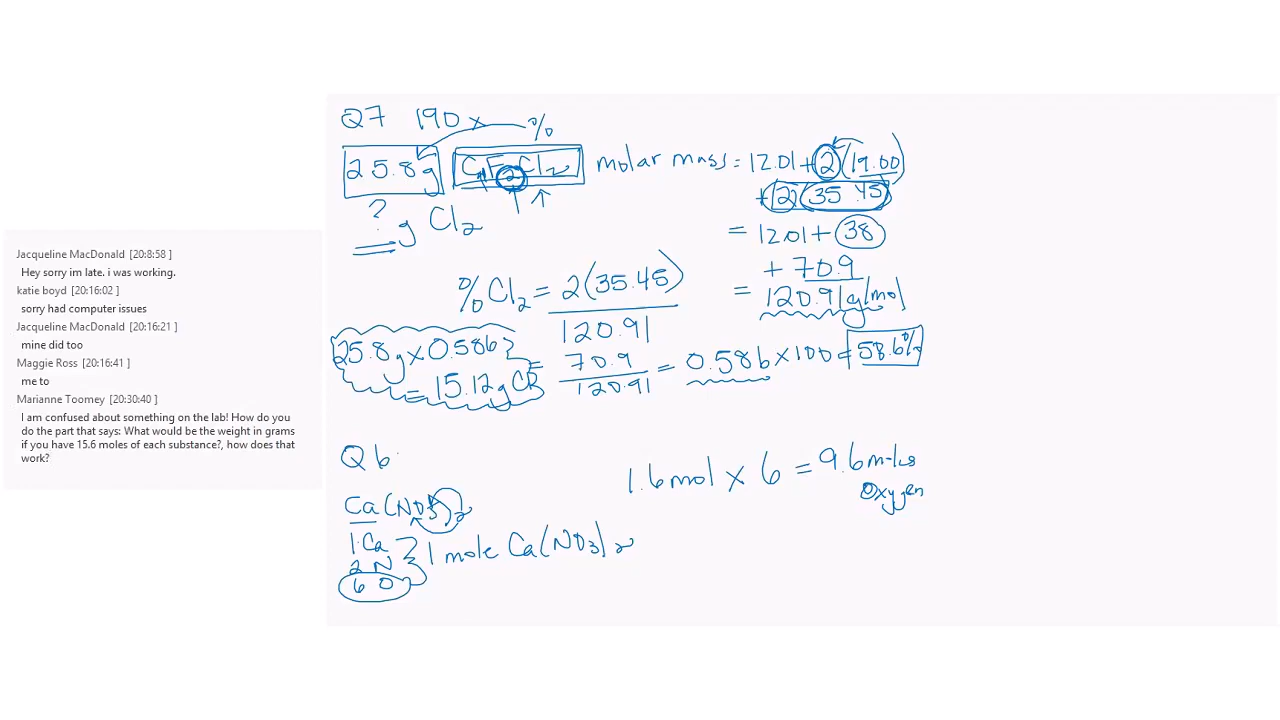 Jacqueline MacDonald [20:8:58 ]
Hey sorry im late. i was working.
katie boyd [20:16:02 ]
sorry had computer issues
Jacqueline MacDonald [20:16:21 ]
mine did too
Maggie Ross [20:16:41 ]
me to
Marianne Toomey [20:30:40 ]
I am confused about something on the lab! How do you
do the part that says: What would be the weight in grams
if you have 15.6 moles of each substance?, how does that
work?
Q7 190 x
%
25.8g CF2Cl2 molar mass = 12.01 + 2(19.00)
+ (2)(35.45)
? g Cl2
= 12.01 + 38
+ 70.9
= 120.91 g/mol
% Cl2 = 2(35.45)
120.91
= 70.9 = 0.586 x 100 = 58.6%
120.91
25.8g x 0.586
= 15.12g Cl2
Q6
1.6 mol x 6 = 9.6 moles
Oxygen
Ca(NO3)2
1 Ca
2 N
6 O
1 mole Ca(NO3)2